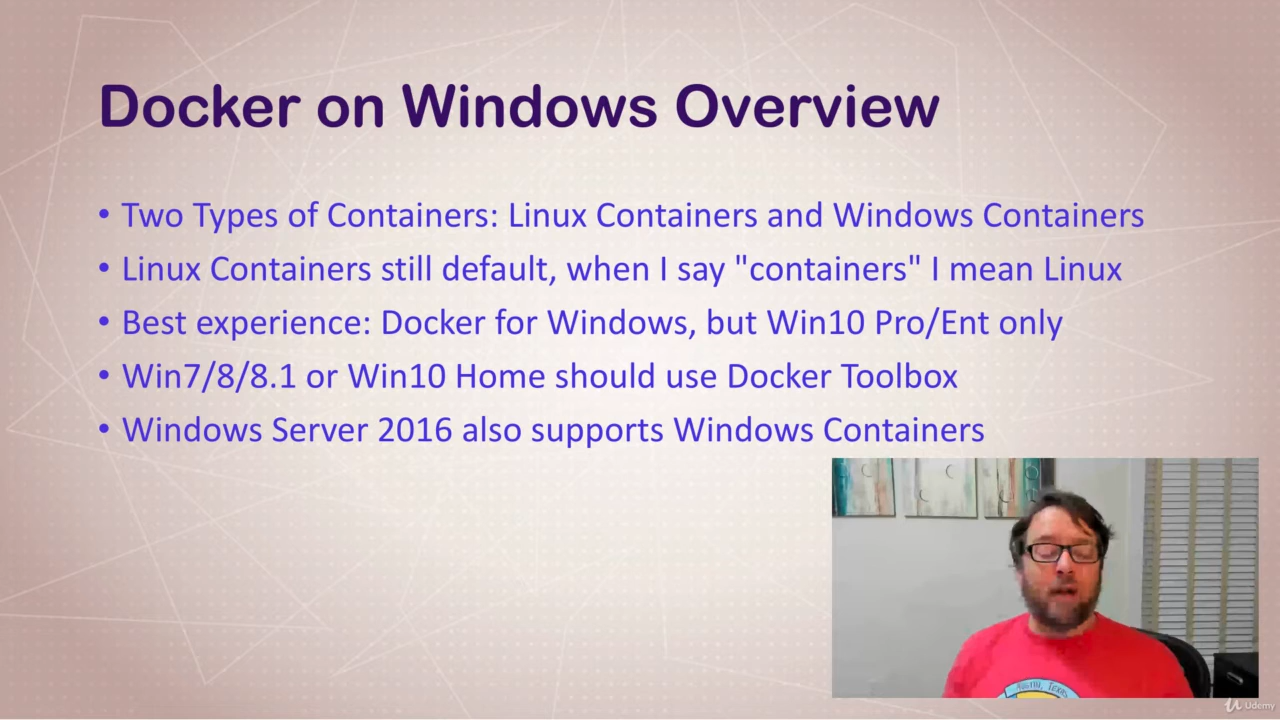 Docker on Windows Overview
• Two Types of Containers: Linux Containers and Windows Containers
• Linux Containers still default, when I say "containers" I mean Linux
• Best experience: Docker for Windows, but Win10 Pro/Ent only
• Win7/8/8.1 or Win10 Home should use Docker Toolbox
• Windows Server 2016 also supports Windows Containers
Austin, Texas
Udemy